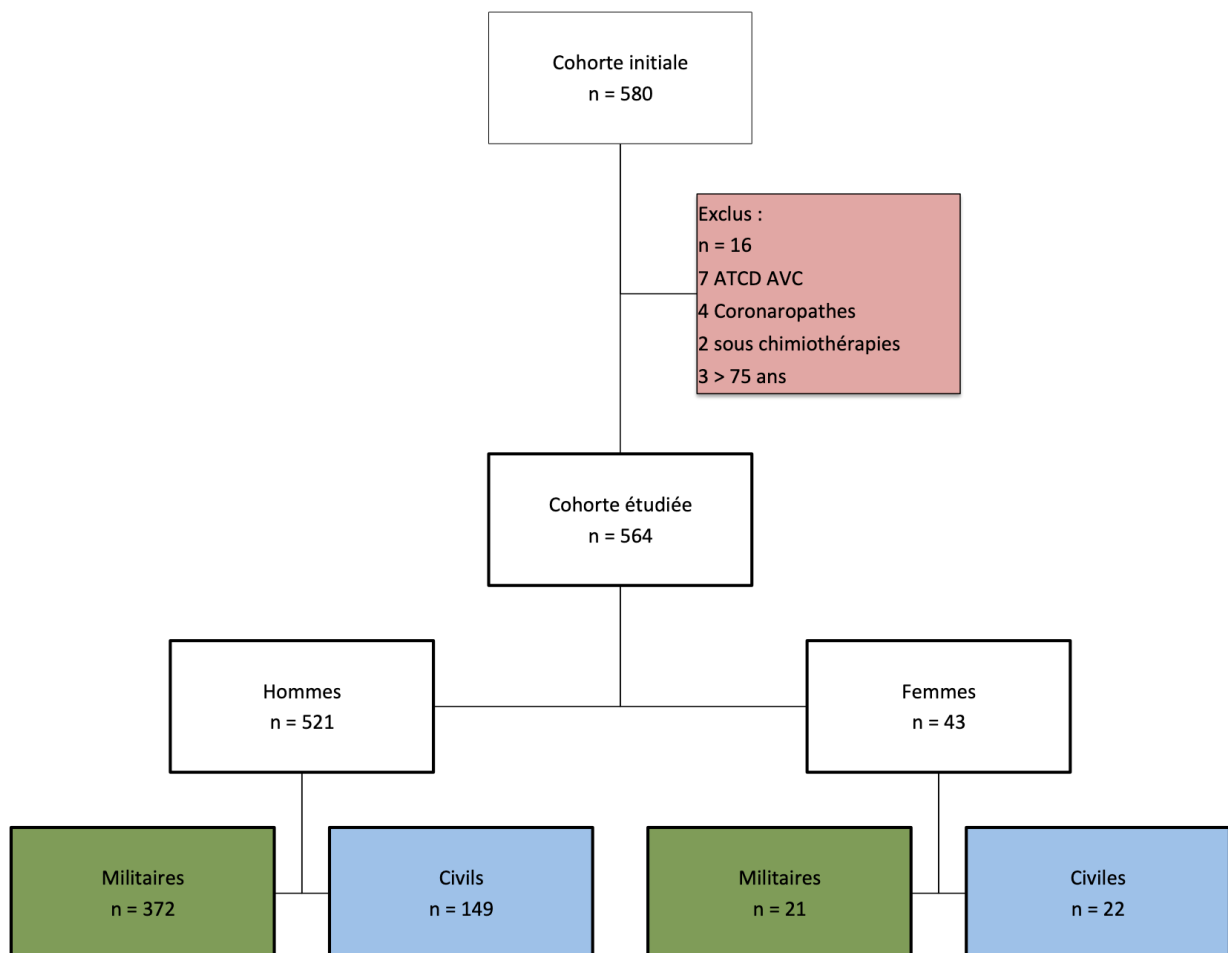 Cohorte initiale
n = 580
Exclus :
n = 16
7 ATCD AVC
4 Coronaropathes
2 sous chimiothérapies
3 > 75 ans
Cohorte étudiée
n = 564
Hommes
n = 521
Femmes
n = 43
Militaires
n = 372
Civils
n = 149
Militaires
n = 21
Civiles
n = 22